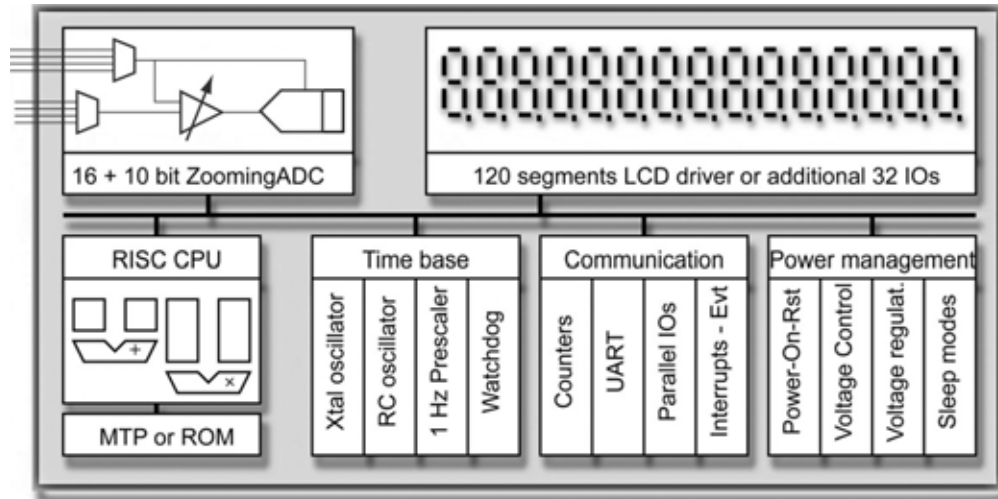 16 + 10 bit ZoomingADC
120 segments LCD driver or additional 32 IOs
RISC CPU
+
×
MTP or ROM
Time base
Xtal oscillator
RC oscillator
1 Hz Prescaler
Watchdog
Communication
Counters
UART
Parallel IOs
Interrupts - Evt
Power management
Power-On-Rst
Voltage Control
Voltage regulat.
Sleep modes